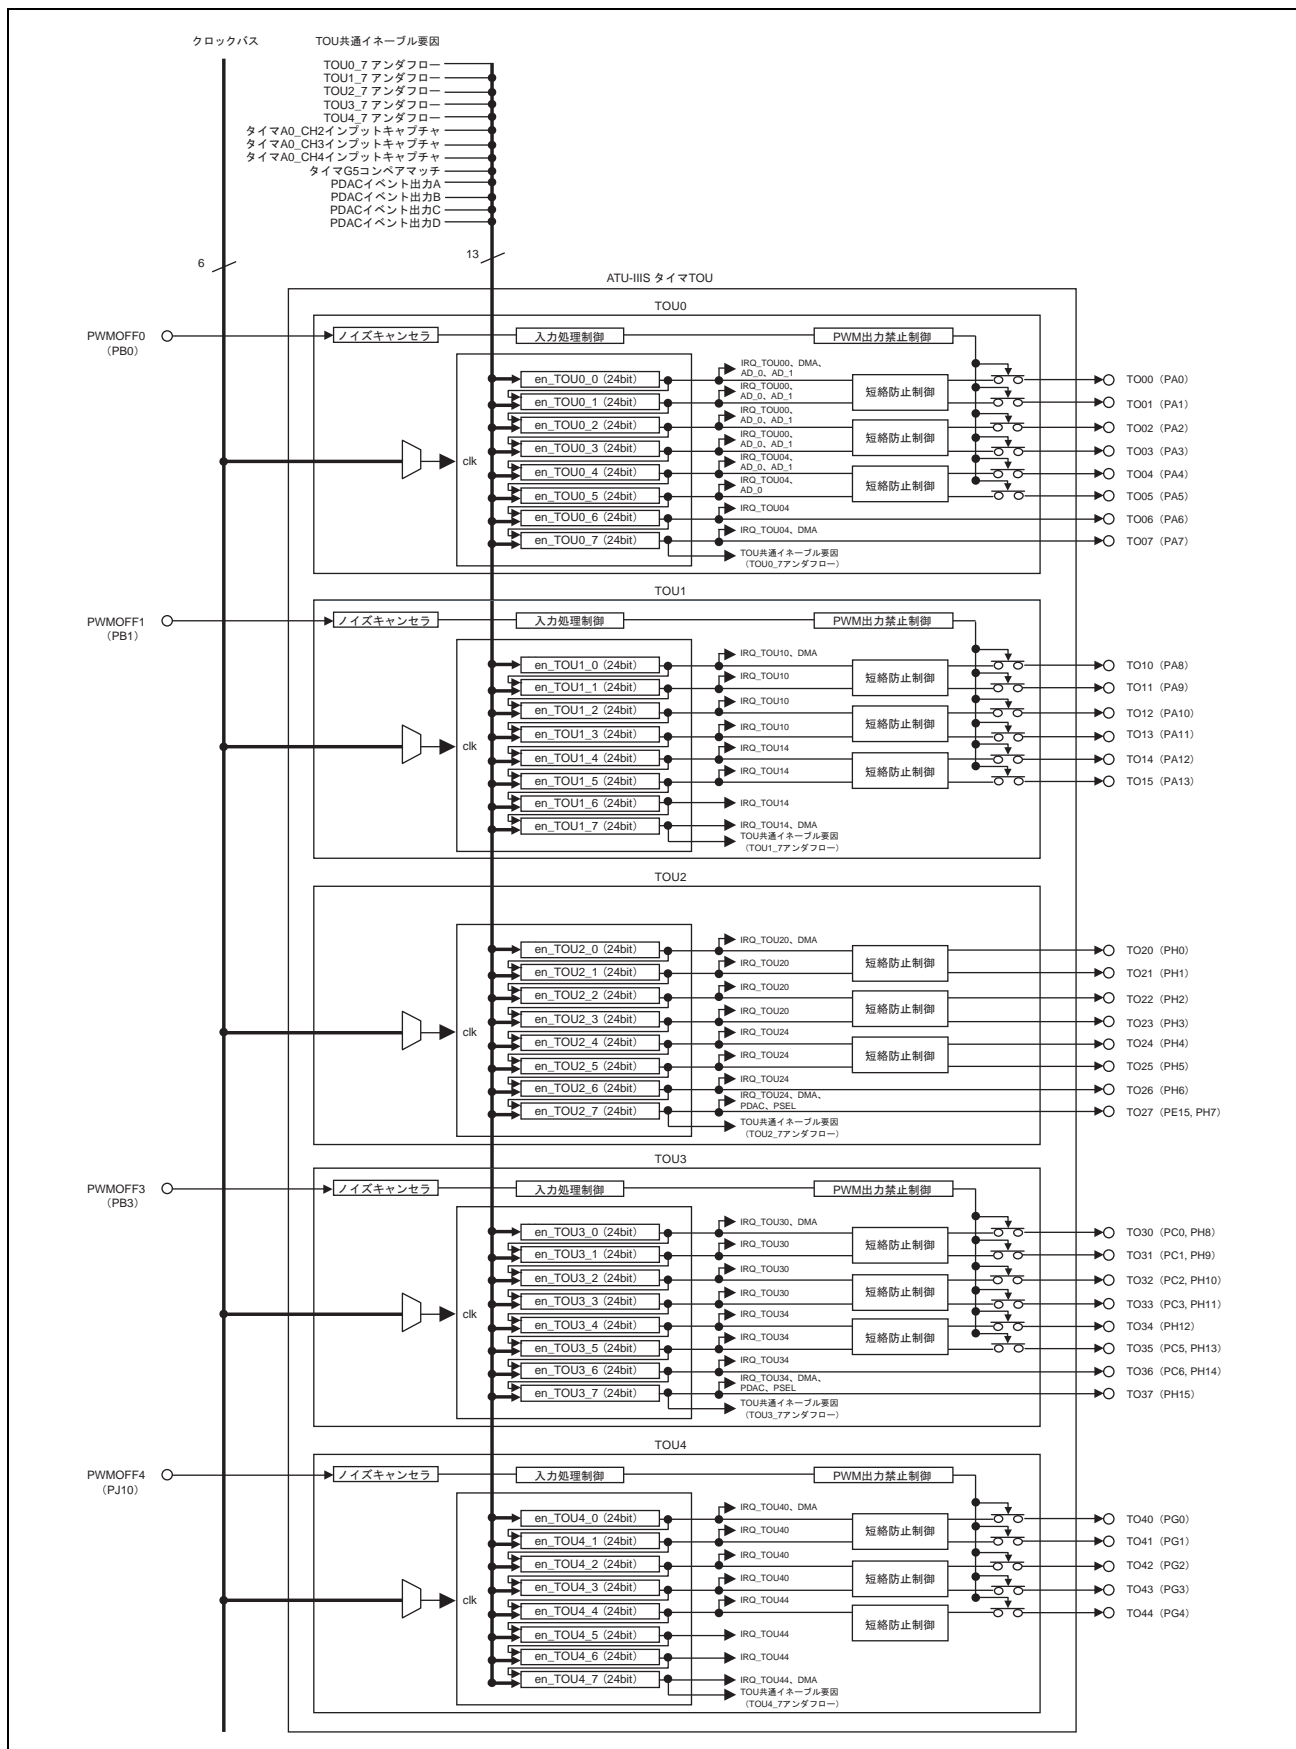 クロックバス
TOU共通イネーブル要因
TOU0_7 アンダフロー
TOU1_7 アンダフロー
TOU2_7 アンダフロー
TOU3_7 アンダフロー
TOU4_7 アンダフロー
タイマA0_CH2インプットキャプチャ
タイマA0_CH3インプットキャプチャ
タイマA0_CH4インプットキャプチャ
タイマG5コンペアマッチ
PDACイベント出力A
PDACイベント出力B
PDACイベント出力C
PDACイベント出力D
6
13
ATU-IIIS タイマTOU
TOU0
PWMOFF0
(PB0)
ノイズキャンセラ
入力処理制御
PWM出力禁止制御
clk
en_TOU0_0 (24bit)
en_TOU0_1 (24bit)
en_TOU0_2 (24bit)
en_TOU0_3 (24bit)
en_TOU0_4 (24bit)
en_TOU0_5 (24bit)
en_TOU0_6 (24bit)
en_TOU0_7 (24bit)
IRQ_TOU00、DMA、
AD_0、AD_1
IRQ_TOU00、
AD_0、AD_1
IRQ_TOU00、
AD_0、AD_1
IRQ_TOU00、
AD_0、AD_1
IRQ_TOU04、
AD_0、AD_1
IRQ_TOU04、
AD_0
IRQ_TOU04
IRQ_TOU04、DMA
TOU共通イネーブル要因
(TOU0_7アンダフロー)
短絡防止制御
短絡防止制御
短絡防止制御
TO00 (PA0)
TO01 (PA1)
TO02 (PA2)
TO03 (PA3)
TO04 (PA4)
TO05 (PA5)
TO06 (PA6)
TO07 (PA7)
TOU1
PWMOFF1
(PB1)
ノイズキャンセラ
入力処理制御
PWM出力禁止制御
clk
en_TOU1_0 (24bit)
en_TOU1_1 (24bit)
en_TOU1_2 (24bit)
en_TOU1_3 (24bit)
en_TOU1_4 (24bit)
en_TOU1_5 (24bit)
en_TOU1_6 (24bit)
en_TOU1_7 (24bit)
IRQ_TOU10、DMA
IRQ_TOU10
IRQ_TOU10
IRQ_TOU10
IRQ_TOU14
IRQ_TOU14
IRQ_TOU14
IRQ_TOU14、DMA
TOU共通イネーブル要因
(TOU1_7アンダフロー)
短絡防止制御
短絡防止制御
短絡防止制御
TO10 (PA8)
TO11 (PA9)
TO12 (PA10)
TO13 (PA11)
TO14 (PA12)
TO15 (PA13)
TOU2
clk
en_TOU2_0 (24bit)
en_TOU2_1 (24bit)
en_TOU2_2 (24bit)
en_TOU2_3 (24bit)
en_TOU2_4 (24bit)
en_TOU2_5 (24bit)
en_TOU2_6 (24bit)
en_TOU2_7 (24bit)
IRQ_TOU20、DMA
IRQ_TOU20
IRQ_TOU20
IRQ_TOU20
IRQ_TOU24
IRQ_TOU24
IRQ_TOU24
IRQ_TOU24、DMA、
PDAC、PSEL
TOU共通イネーブル要因
(TOU2_7アンダフロー)
短絡防止制御
短絡防止制御
短絡防止制御
TO20 (PH0)
TO21 (PH1)
TO22 (PH2)
TO23 (PH3)
TO24 (PH4)
TO25 (PH5)
TO26 (PH6)
TO27 (PE15, PH7)
TOU3
PWMOFF3
(PB3)
ノイズキャンセラ
入力処理制御
PWM出力禁止制御
clk
en_TOU3_0 (24bit)
en_TOU3_1 (24bit)
en_TOU3_2 (24bit)
en_TOU3_3 (24bit)
en_TOU3_4 (24bit)
en_TOU3_5 (24bit)
en_TOU3_6 (24bit)
en_TOU3_7 (24bit)
IRQ_TOU30、DMA
IRQ_TOU30
IRQ_TOU30
IRQ_TOU30
IRQ_TOU34
IRQ_TOU34
IRQ_TOU34
IRQ_TOU34、DMA、
PDAC、PSEL
TOU共通イネーブル要因
(TOU3_7アンダフロー)
短絡防止制御
短絡防止制御
短絡防止制御
TO30 (PC0, PH8)
TO31 (PC1, PH9)
TO32 (PC2, PH10)
TO33 (PC3, PH11)
TO34 (PH12)
TO35 (PC5, PH13)
TO36 (PC6, PH14)
TO37 (PH15)
TOU4
PWMOFF4
(PJ10)
ノイズキャンセラ
入力処理制御
PWM出力禁止制御
clk
en_TOU4_0 (24bit)
en_TOU4_1 (24bit)
en_TOU4_2 (24bit)
en_TOU4_3 (24bit)
en_TOU4_4 (24bit)
en_TOU4_5 (24bit)
en_TOU4_6 (24bit)
en_TOU4_7 (24bit)
IRQ_TOU40、DMA
IRQ_TOU40
IRQ_TOU40
IRQ_TOU40
IRQ_TOU44
IRQ_TOU44
IRQ_TOU44
IRQ_TOU44、DMA
TOU共通イネーブル要因
(TOU4_7アンダフロー)
短絡防止制御
短絡防止制御
短絡防止制御
TO40 (PG0)
TO41 (PG1)
TO42 (PG2)
TO43 (PG3)
TO44 (PG4)